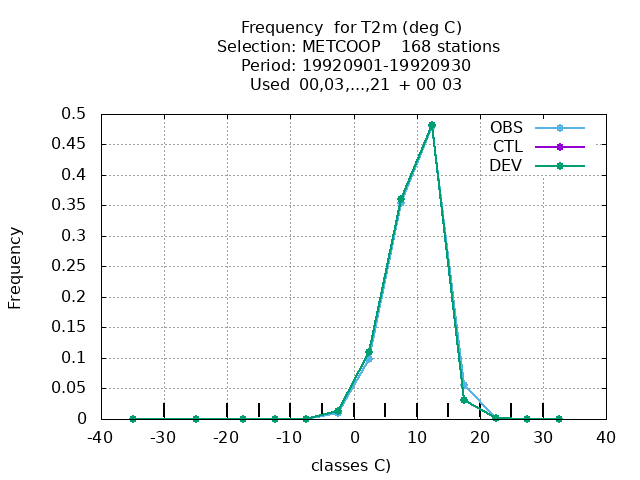 Frequency  for T2m (deg C)
Selection: METCOOP    168 stations
Period: 19920901-19920930
Used  00,03,...,21  + 00 03
0.5
0.45
0.4
0.35
0.3
0.25
0.2
0.15
0.1
0.05
0
Frequency
OBS
CTL
DEV
-40 -30 -20 -10 0 10 20 30 40
classes C)